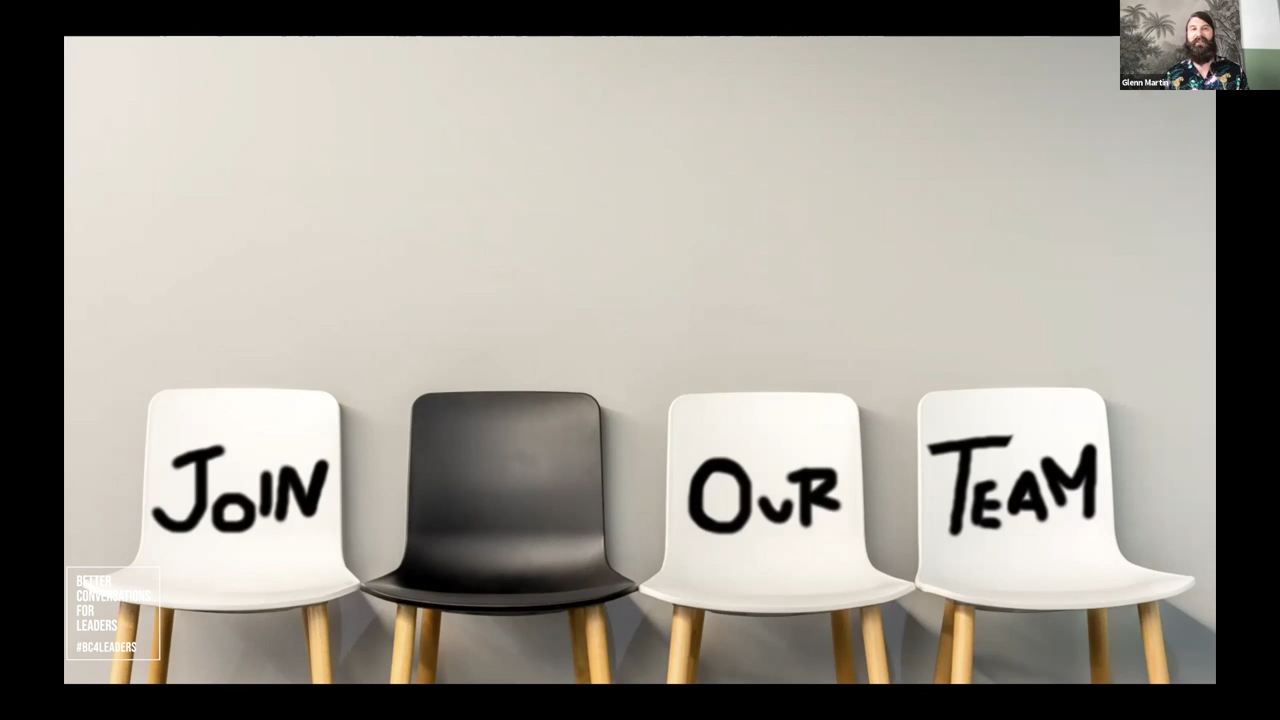 Glenn Martin
JOIN
OUR
TEAM
BETTER
CONVERSATIONS
FOR
LEADERS
#BC4LEADERS